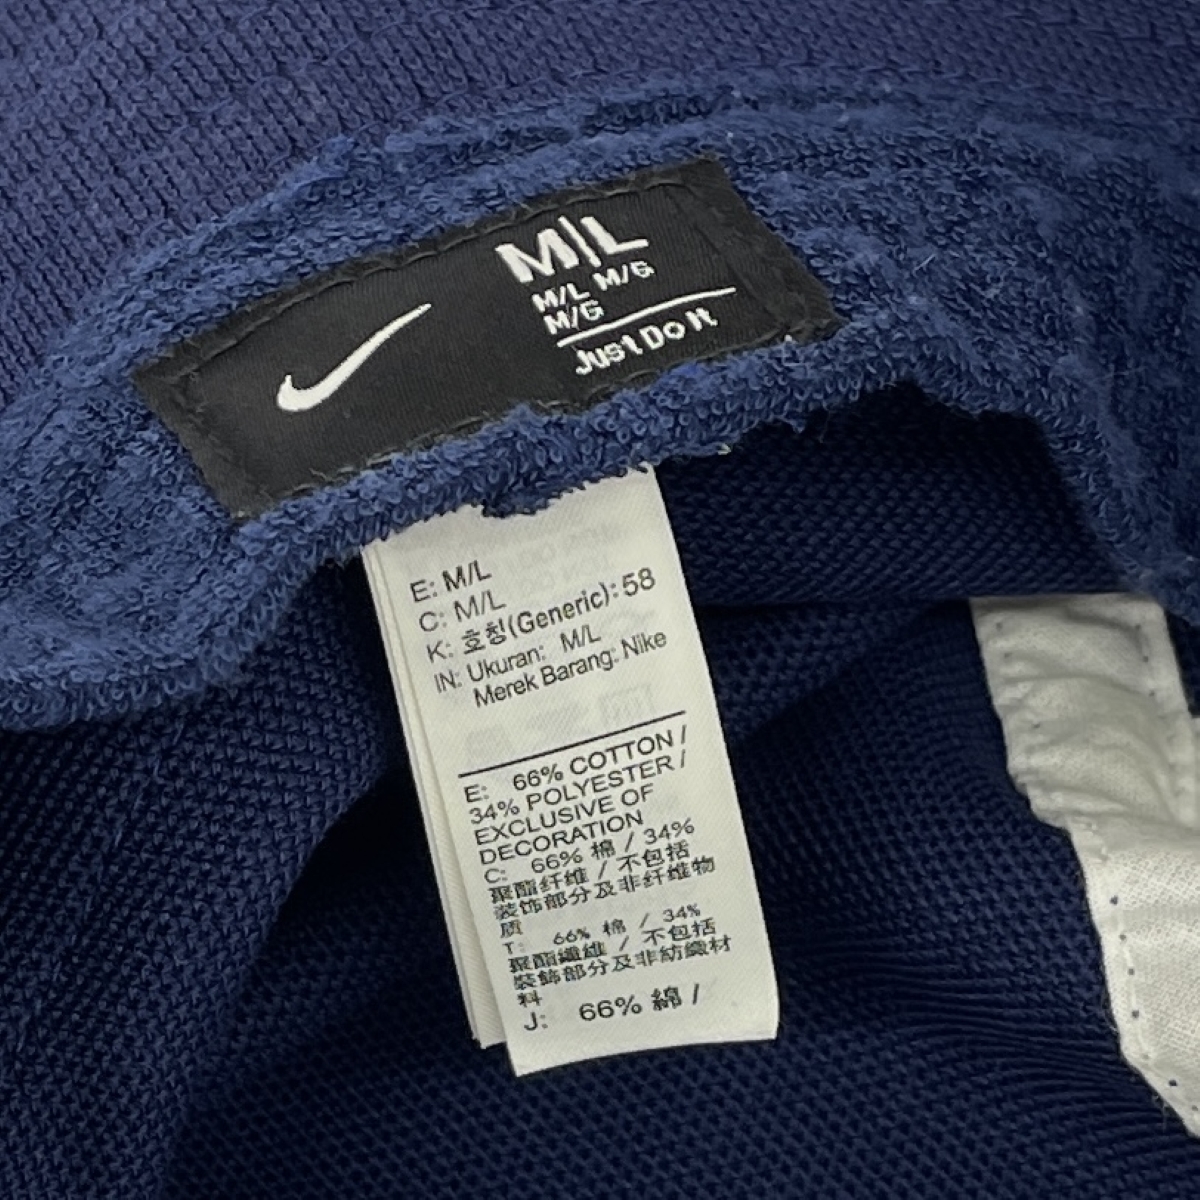 M|L
M/L M/G
M/G
Just Do It
E: M/L
C: M/L
K: 호칭(Generic): 58
IN: Ukuran: M/L
Merek Barang: Nike
E: 66% COTTON /
34% POLYESTER /
EXCLUSIVE OF
DECORATION
C: 66% 棉 / 34%
聚酯纤维 / 不包括
装饰部分及非纤维物
质
T: 66% 棉 / 34%
聚酯纖維 / 不包括
裝飾部分及非紡織材
料
J: 66% 綿 /